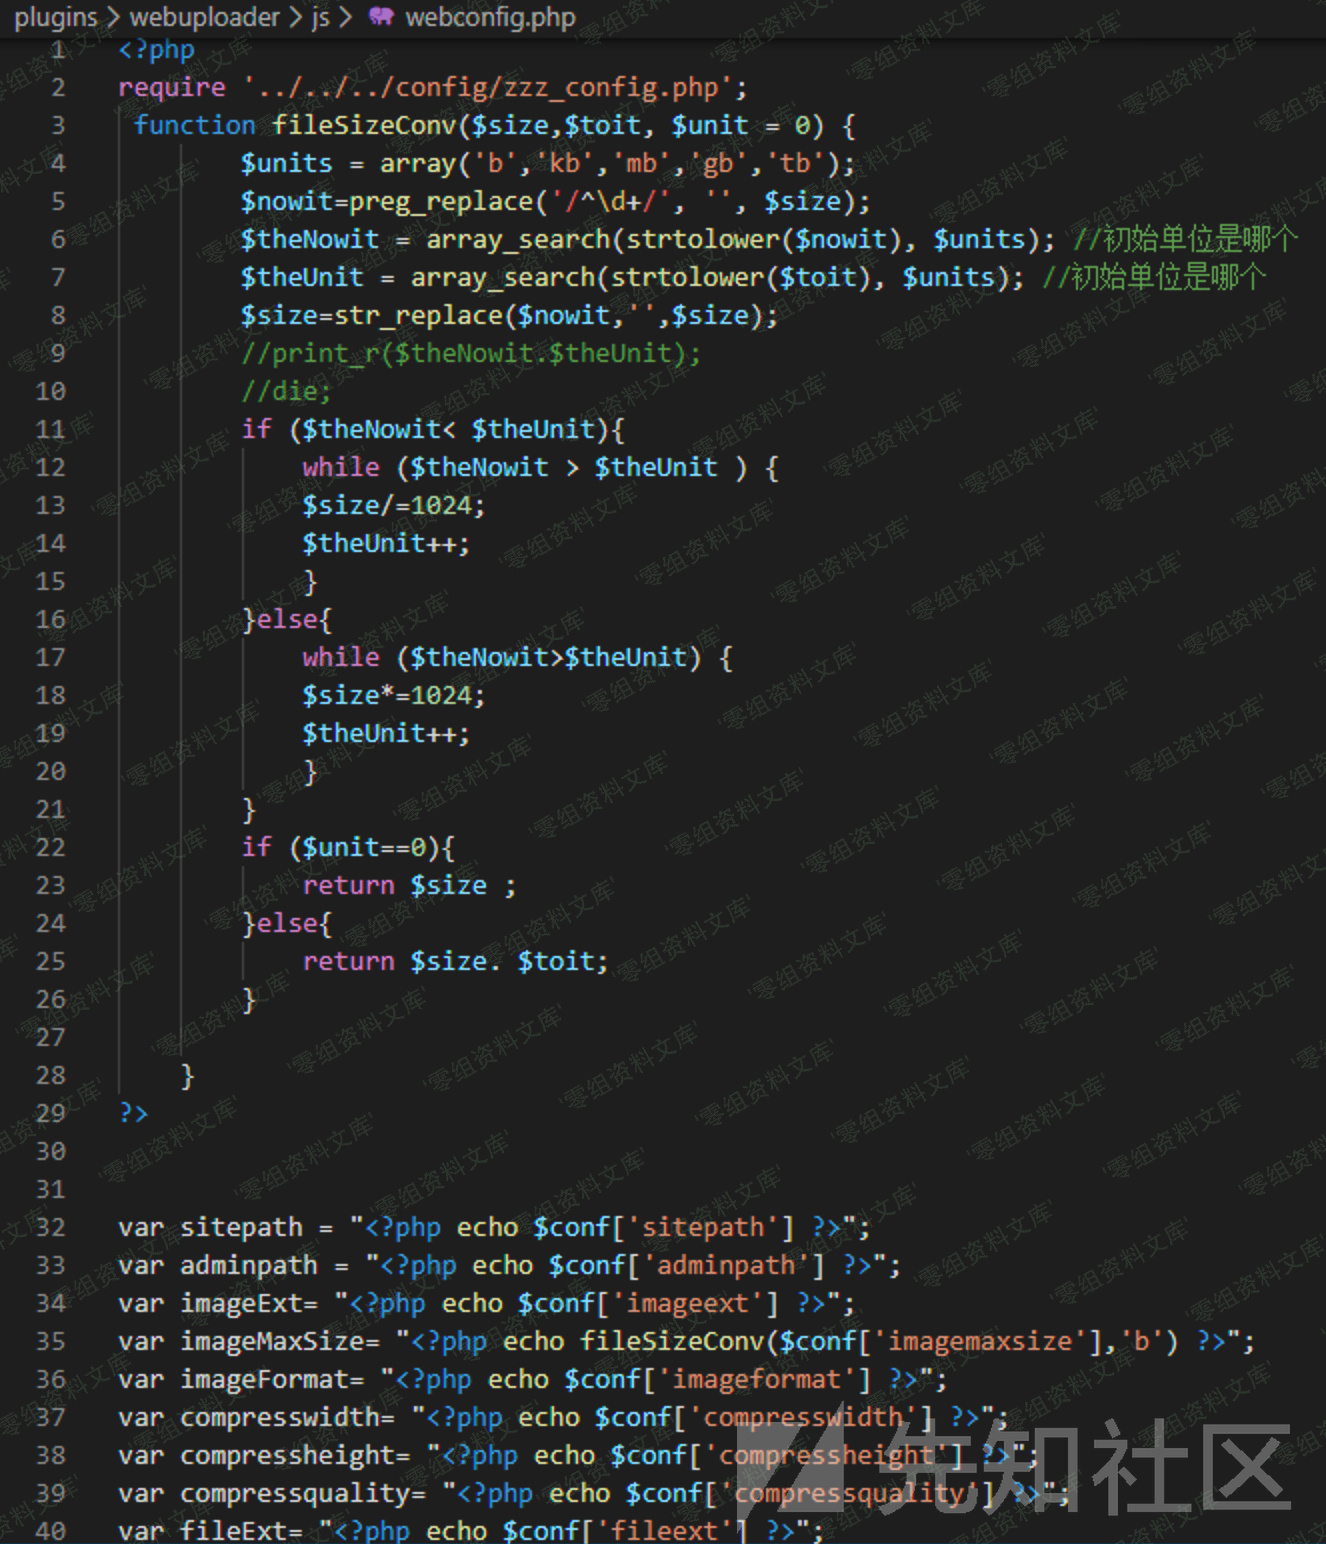 plugins > webuploader > js > webconfig.php
1 <?php
2 require '../../../config/zzz_config.php';
3 function fileSizeConv($size,$toit, $unit = 0) {
4 $units = array('b','kb','mb','gb','tb');
5 $nowit=preg_replace('/^\d+/', '', $size);
6 $theNowit = array_search(strtolower($nowit), $units); //初始单位是哪个
7 $theUnit = array_search(strtolower($toit), $units); //初始单位是哪个
8 $size=str_replace($nowit,'',$size);
9 //print_r($theNowit.$theUnit);
10 //die;
11 if ($theNowit< $theUnit){
12 while ($theNowit > $theUnit ) {
13 $size/=1024;
14 $theUnit++;
15 }
16 }else{
17 while ($theNowit>$theUnit) {
18 $size*=1024;
19 $theUnit++;
20 }
21 }
22 if ($unit==0){
23 return $size ;
24 }else{
25 return $size. $toit;
26 }
27
28 }
29 ?>
30
31
32 var sitepath = "<?php echo $conf['sitepath'] ?>";
33 var adminpath = "<?php echo $conf['adminpath'] ?>";
34 var imageExt= "<?php echo $conf['imageext'] ?>";
35 var imageMaxSize= "<?php echo fileSizeConv($conf['imagemaxsize'],'b') ?>";
36 var imageFormat= "<?php echo $conf['imageformat'] ?>";
37 var compresswidth= "<?php echo $conf['compresswidth'] ?>";
38 var compressheight= "<?php echo $conf['compressheight'] ?>";
39 var compressquality= "<?php echo $conf['compressquality'] ?>";
40 var fileExt= "<?php echo $conf['fileext'] ?>";
先知社区
'零组资料文库'